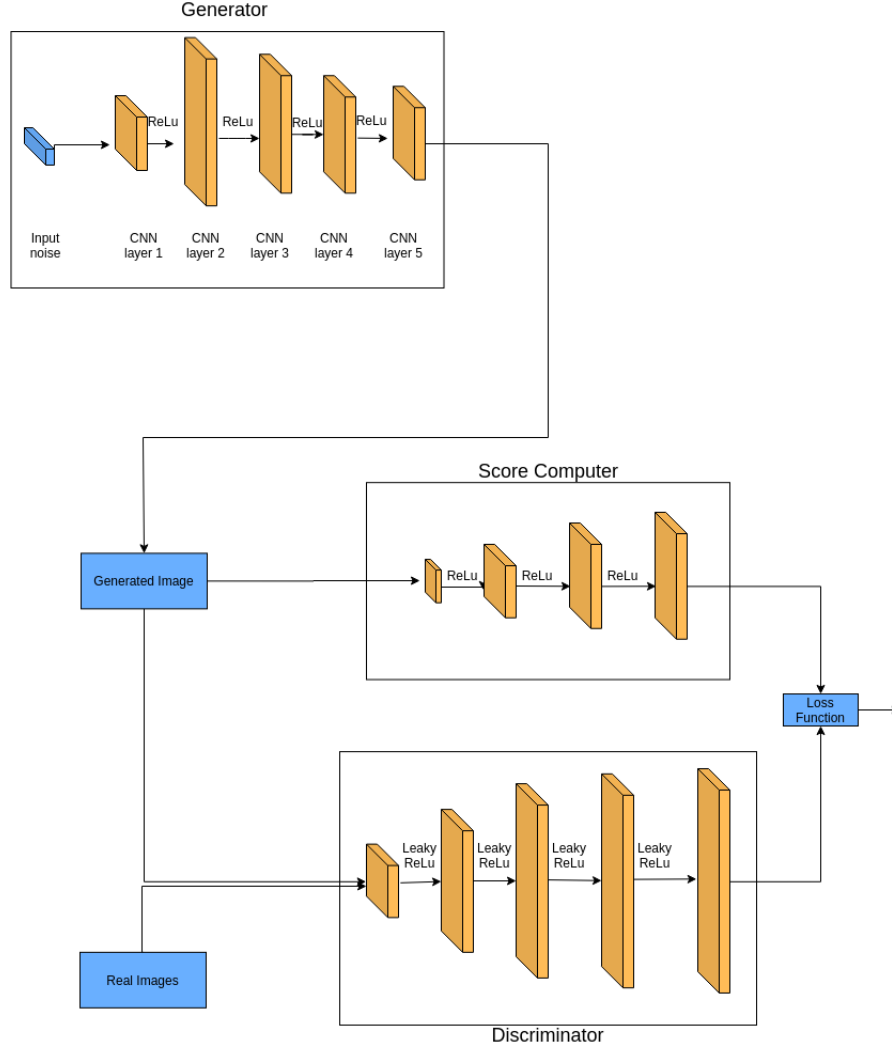 Generator
ReLu
ReLu
ReLu
ReLu
Input
noise
CNN
layer 1
CNN
layer 2
CNN
layer 3
CNN
layer 4
CNN
layer 5
Score Computer
Generated Image
ReLu
ReLu
ReLu
Loss
Function
Leaky
ReLu
Leaky
ReLu
Leaky
ReLu
Leaky
ReLu
Real Images
Discriminator